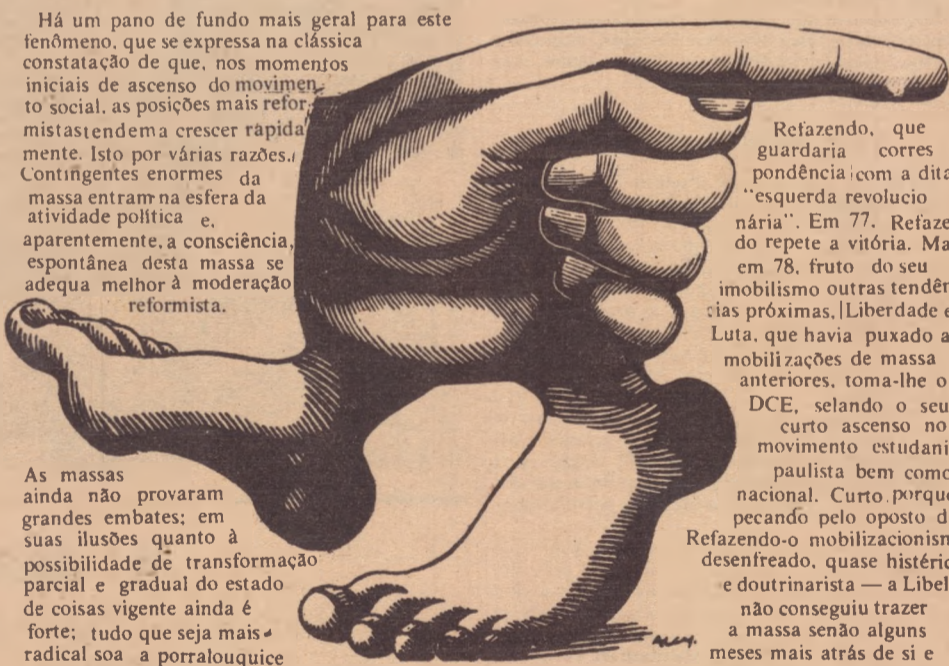 Há um pano de fundo mais geral para este
fenômeno, que se expressa na clássica
constatação de que, nos momentos
iniciais de ascenso do movimen
to social, as posições mais refor
mistas tendem a crescer rápida
mente. Isto por várias razões.
Contingentes enormes da
massa entram na esfera da
atividade política e,
aparentemente, a consciência,
espontânea desta massa se
adequa melhor à moderação
reformista.
As massas
ainda não provaram
grandes embates; em
suas ilusões quanto à
possibilidade de transformação
parcial e gradual do estado
de coisas vigente ainda é
forte; tudo que seja mais
radical soa a porralouquice
Refazendo, que
guardaria corres
pondência com a dita
"esquerda revolucio
nária". Em 77. Refaze
do repete a vitória. Ma
em 78, fruto do seu
imobilismo outras tendên
cias próximas, Liberdade e
Luta, que havia puxado a
mobilizações de massa
anteriores, toma-lhe o
DCE, selando o seu
curto ascenso no
movimento estudani
paulista bem como
nacional. Curto, porque
pecando pelo oposto d
Refazendo-o mobilizacionism
desenfreado, quase histéric
e doutrinarista — a Libel
não conseguiu trazer
a massa senão alguns
meses mais atrás de si e